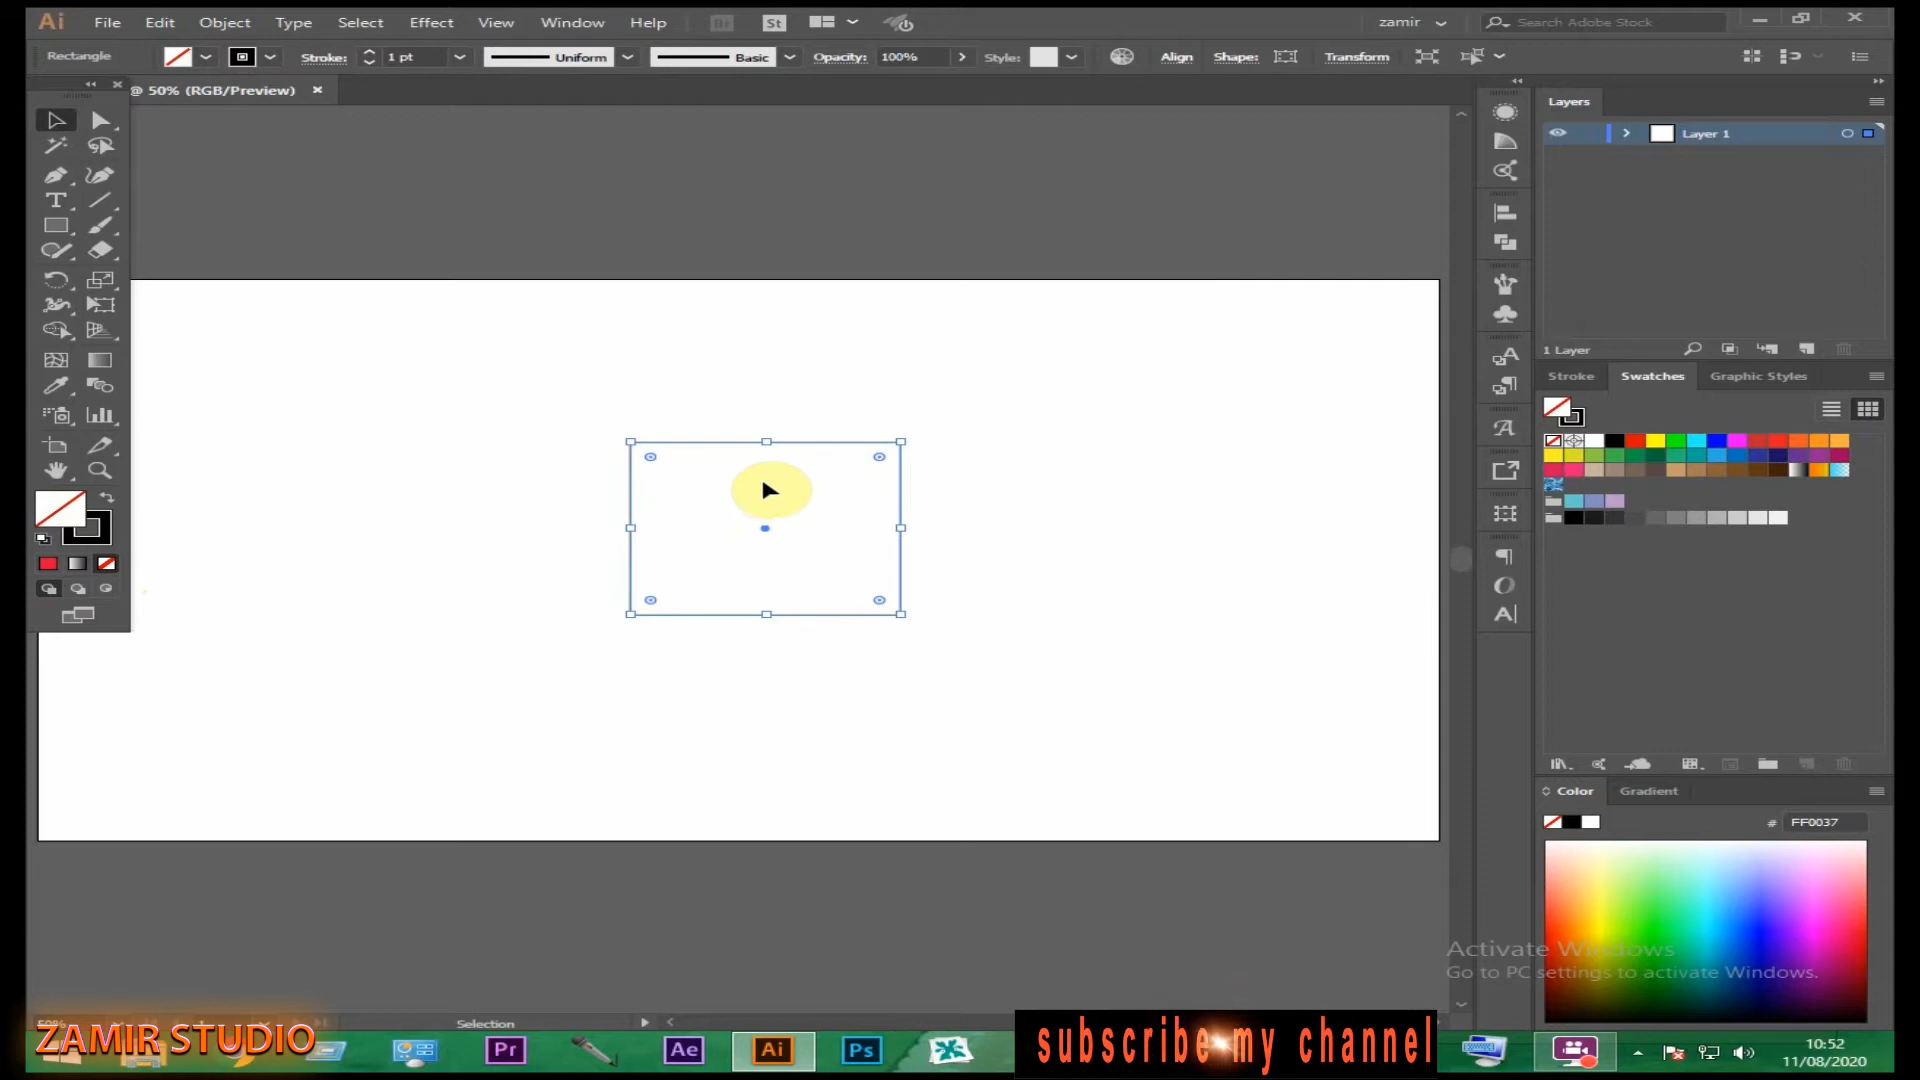 Ai File Edit Object Type Select Effect View Window Help Br St zamir Search Adobe Stock
Rectangle Stroke: 1 pt Uniform Basic Opacity: 100% Style: Align Shape: Transform
@ 50% (RGB/Preview) ×
Layers
Layer 1
1 Layer
Stroke Swatches Graphic Styles
Color Gradient
# FF0037
Activate Windows
Go to PC settings to activate Windows.
Selection
ZAMIR STUDIO
Pr Ae Ai Ps
subscribe my channel
10:52
11/08/2020